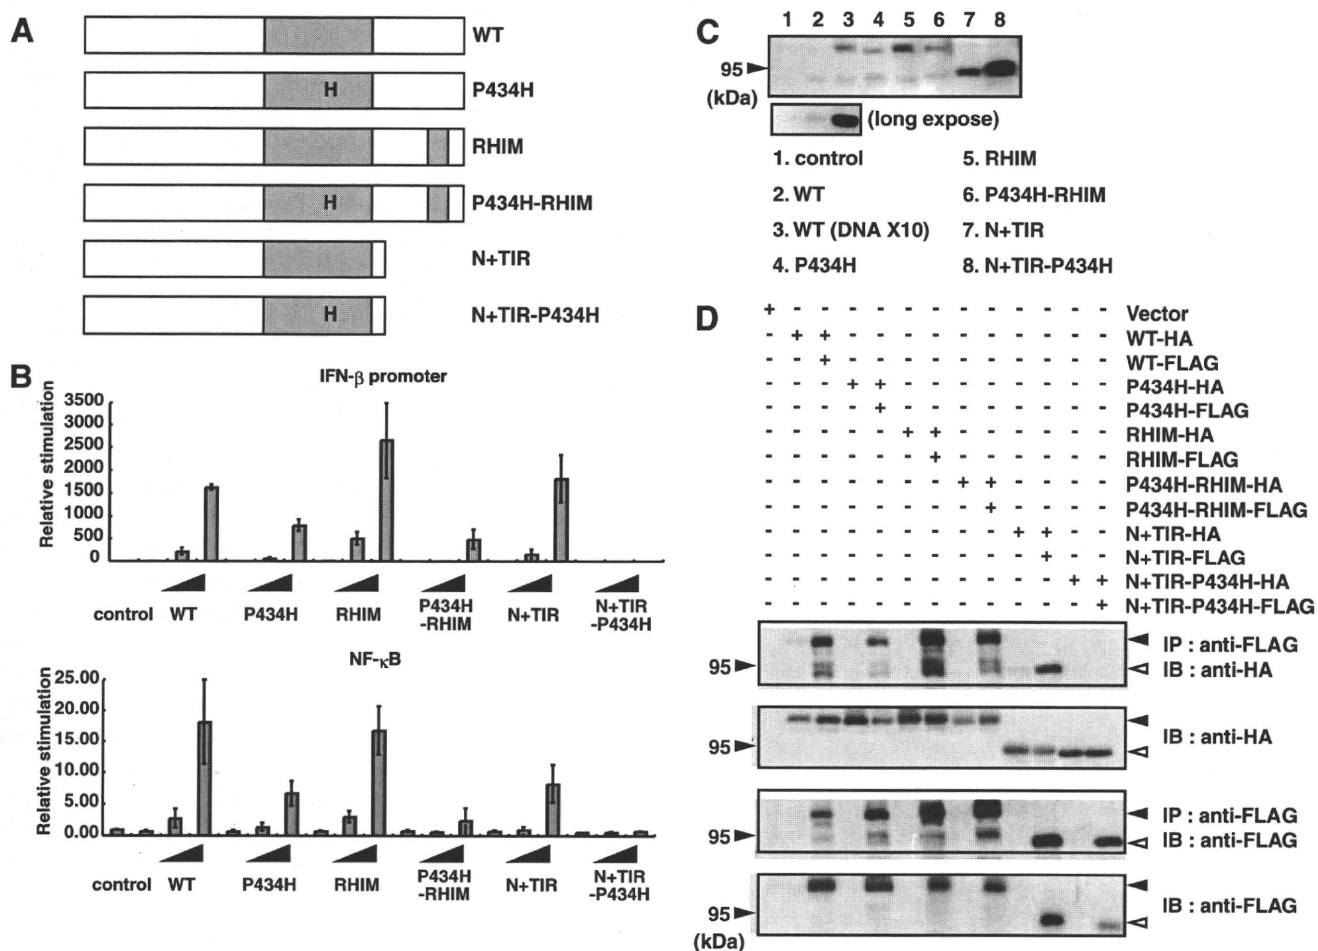 A
WT
P434H
H
RHIM
P434H-RHIM
H
N+TIR
N+TIR-P434H
H
B
IFN-β promoter
Relative stimulation
3500
3000
2500
2000
1500
1000
500
0
control
WT
P434H
RHIM
P434H
-RHIM
N+TIR
N+TIR
-P434H
NF-κB
Relative stimulation
25.00
20.00
15.00
10.00
5.00
0.00
control
WT
P434H
RHIM
P434H
-RHIM
N+TIR
N+TIR
-P434H
C
1 2 3 4 5 6 7 8
95
(kDa)
(long expose)
1. control
2. WT
3. WT (DNA X10)
4. P434H
5. RHIM
6. P434H-RHIM
7. N+TIR
8. N+TIR-P434H
D
+ - - - - - - - - - - - - Vector
- + + - - - - - - - - - - WT-HA
- - + - - - - - - - - - - WT-FLAG
- - - + + - - - - - - - - P434H-HA
- - - - + - - - - - - - - P434H-FLAG
- - - - - + + - - - - - - RHIM-HA
- - - - - - + - - - - - - RHIM-FLAG
- - - - - - - + + - - - - P434H-RHIM-HA
- - - - - - - - + - - - - P434H-RHIM-FLAG
- - - - - - - - - + + - - N+TIR-HA
- - - - - - - - - - + - - N+TIR-FLAG
- - - - - - - - - - - + + N+TIR-P434H-HA
- - - - - - - - - - - - + N+TIR-P434H-FLAG
95
IP : anti-FLAG
IB : anti-HA
95
IB : anti-HA
95
IP : anti-FLAG
IB : anti-FLAG
95
(kDa)
IB : anti-FLAG